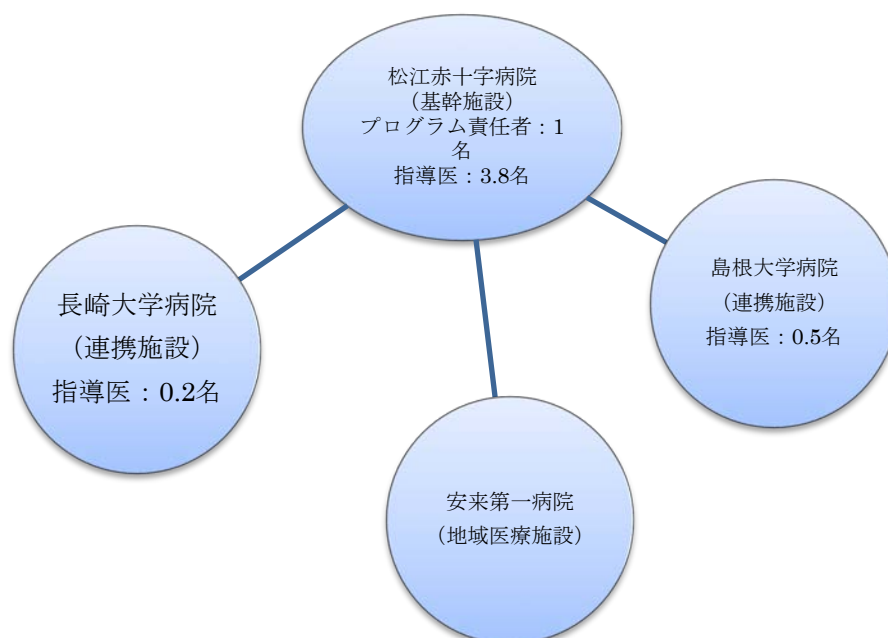 松江赤十字病院
（基幹施設）
プログラム責任者：1
名
指導医：3.8名
長崎大学病院
（連携施設）
指導医：0.2名
島根大学病院
（連携施設）
指導医：0.5名
安来第一病院
（地域医療施設）